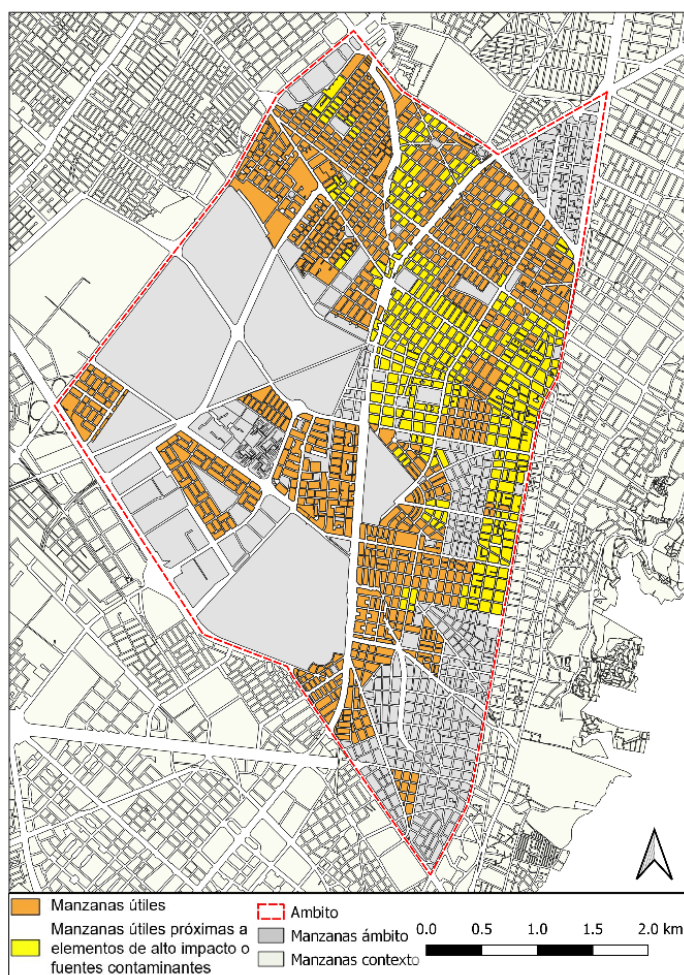 Manzanas útiles
Manzanas útiles próximas a
elementos de alto impacto o
fuentes contaminantes
Ambito
Manzanas ámbito
Manzanas contexto
0.0 0.5 1.0 1.5 2.0 km